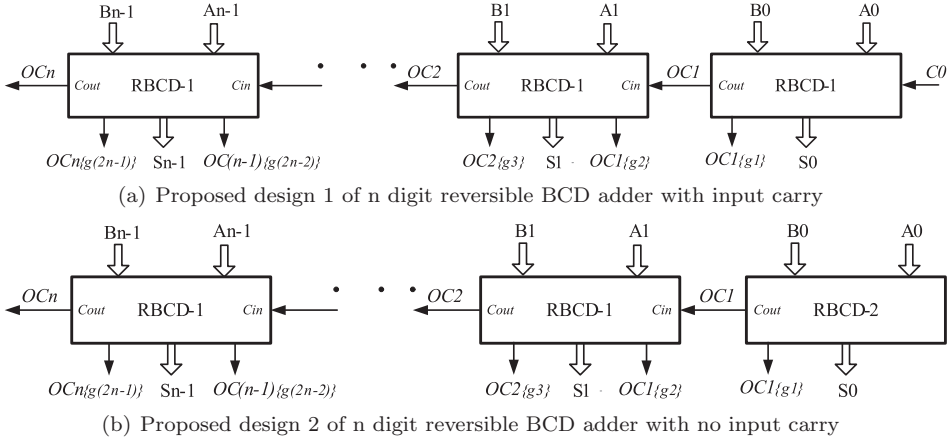 Bn-1 An-1 B1 A1 B0 A0
OCn Cout RBCD-1 Cin • • • OC2 RBCD-1 OC1 Cout RBCD-1 C0
OCn{g(2n-1)} Sn-1 OC(n-1){g(2n-2)} OC2{g3} S1 OC1{g2} OC1{g1} S0
(a) Proposed design 1 of n digit reversible BCD adder with input carry
Bn-1 An-1 B1 A1 B0 A0
OCn Cout RBCD-1 Cin • • • OC2 Cout RBCD-1 Cin OC1 Cout RBCD-2
OCn{g(2n-1)} Sn-1 OC(n-1){g(2n-2)} OC2{g3} S1 OC1{g2} OC1{g1} S0
(b) Proposed design 2 of n digit reversible BCD adder with no input carry